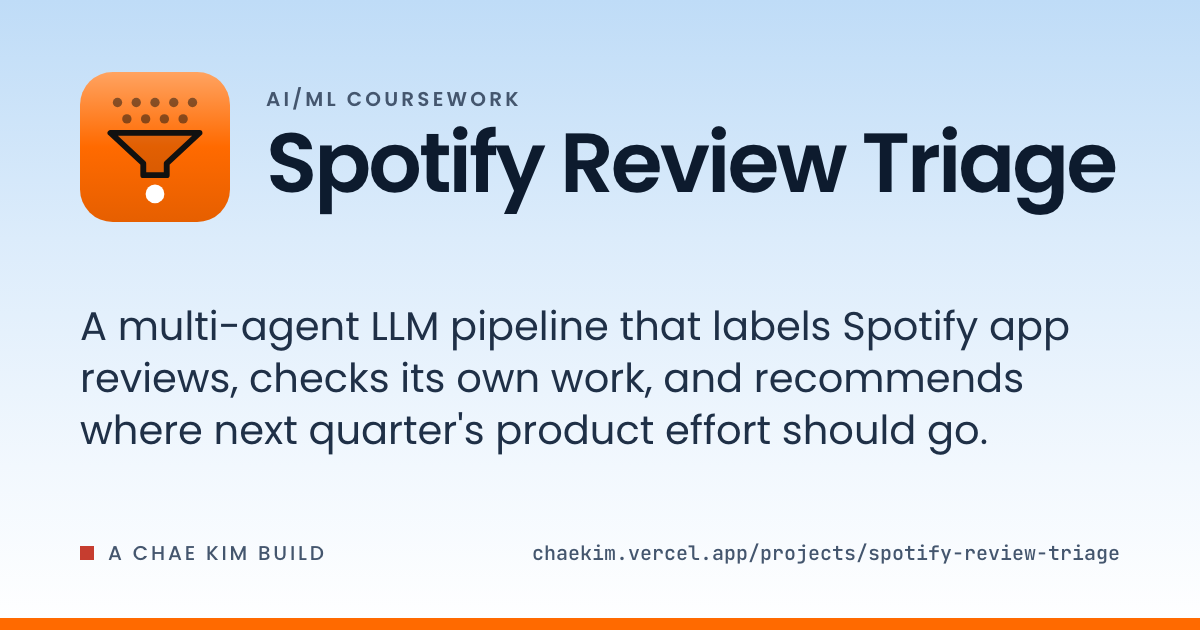 AI/ML COURSEWORK
Spotify Review Triage
A multi-agent LLM pipeline that labels Spotify app
reviews, checks its own work, and recommends
where next quarter's product effort should go.
A CHAE KIM BUILD
chaekim.vercel.app/projects/spotify-review-triage